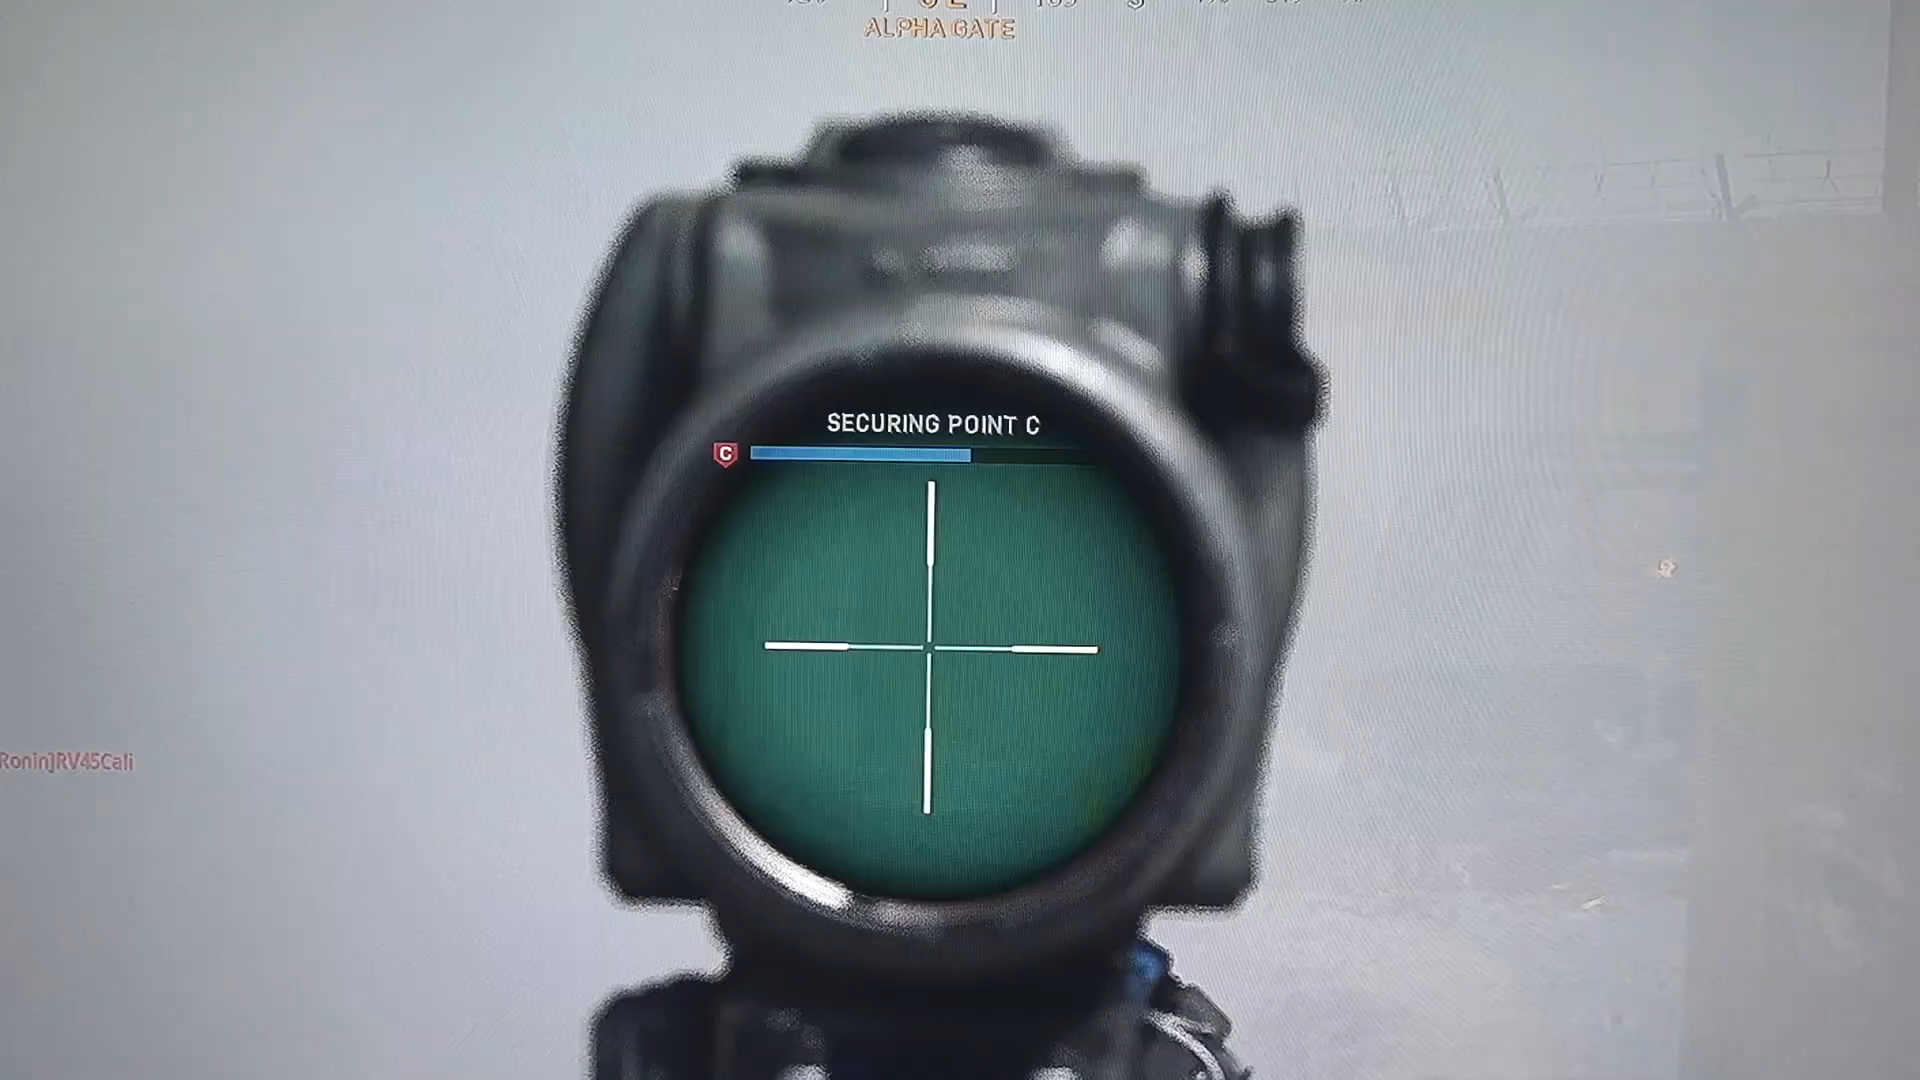 ALPHA GATE
SECURING POINT C
C
Ronin]RV45Cali